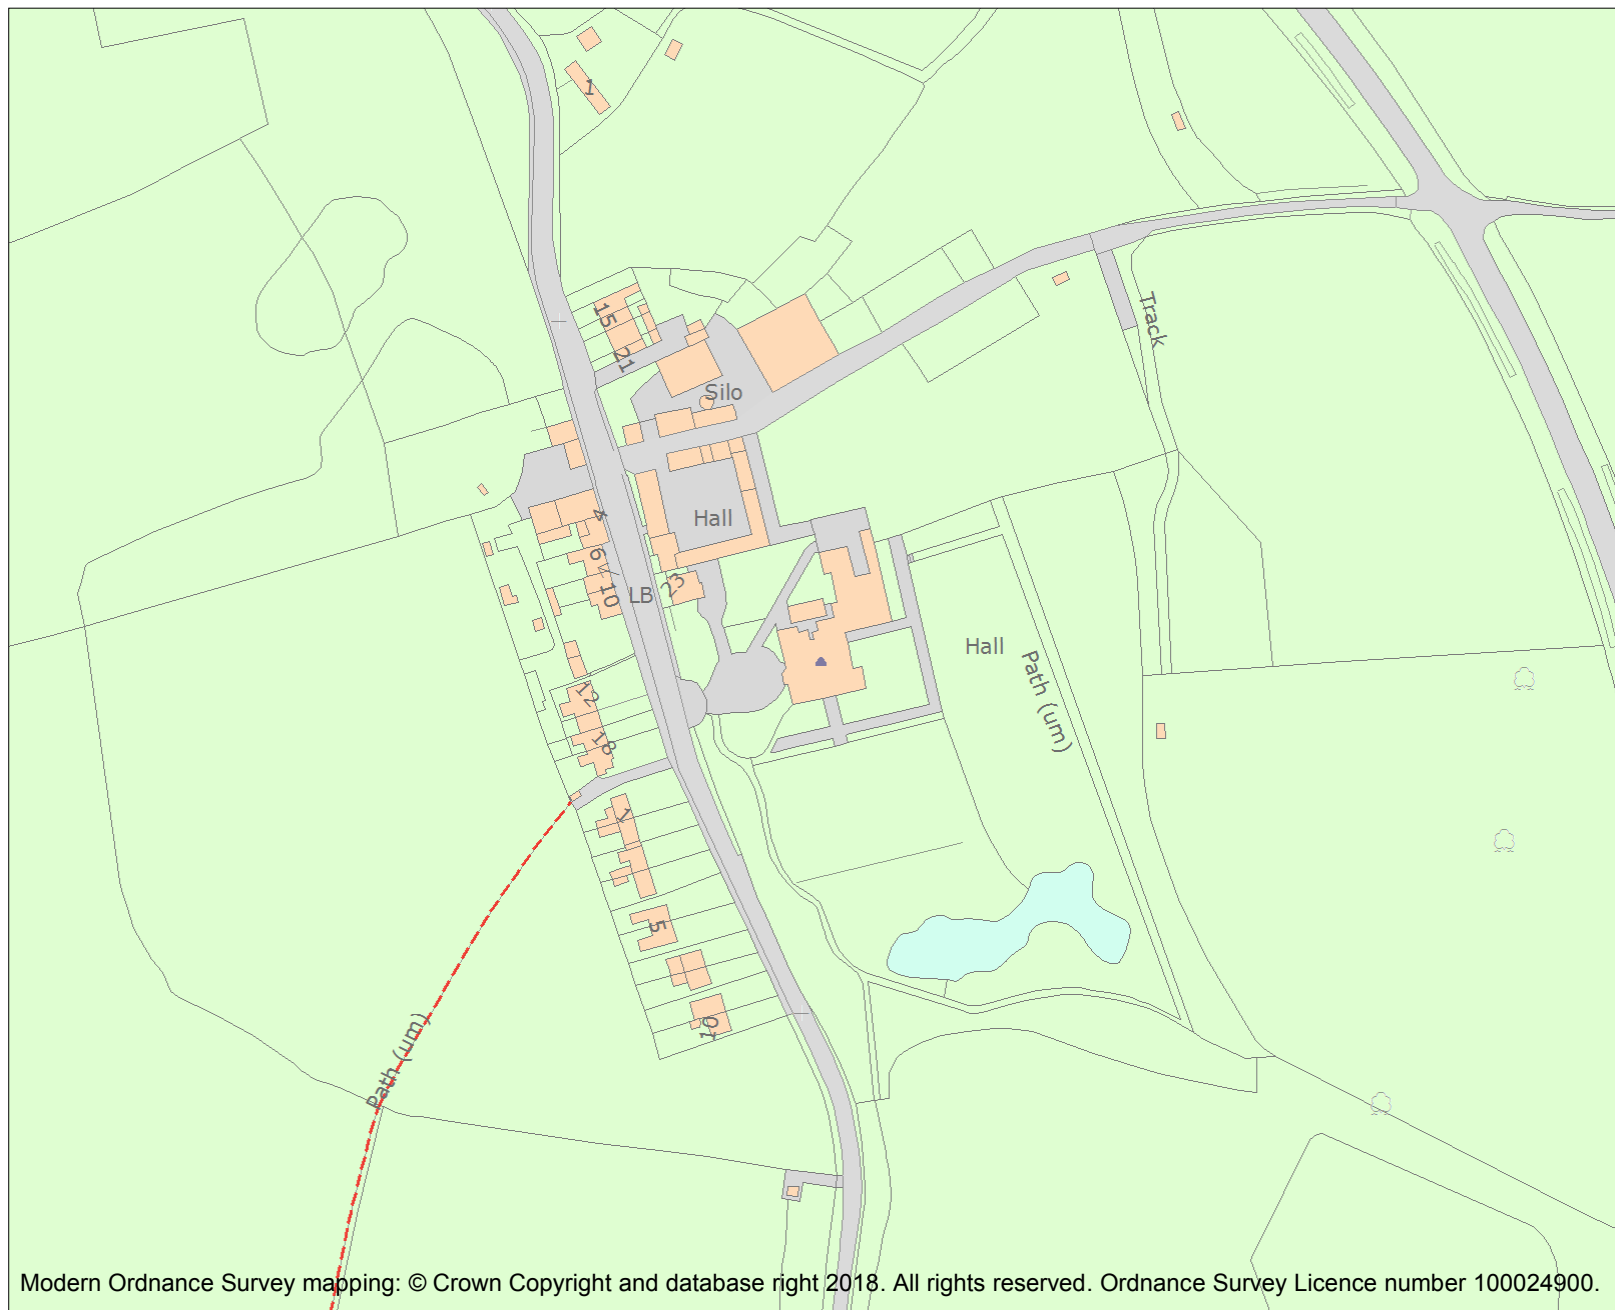 1
15
21
Track
Silo
4
Hall
6
10
LB
23
Hall
Path (um)
12
18
1
5
10
Path (um)
Modern Ordnance Survey mapping: © Crown Copyright and database right 2018. All rights reserved. Ordnance Survey Licence number 100024900.